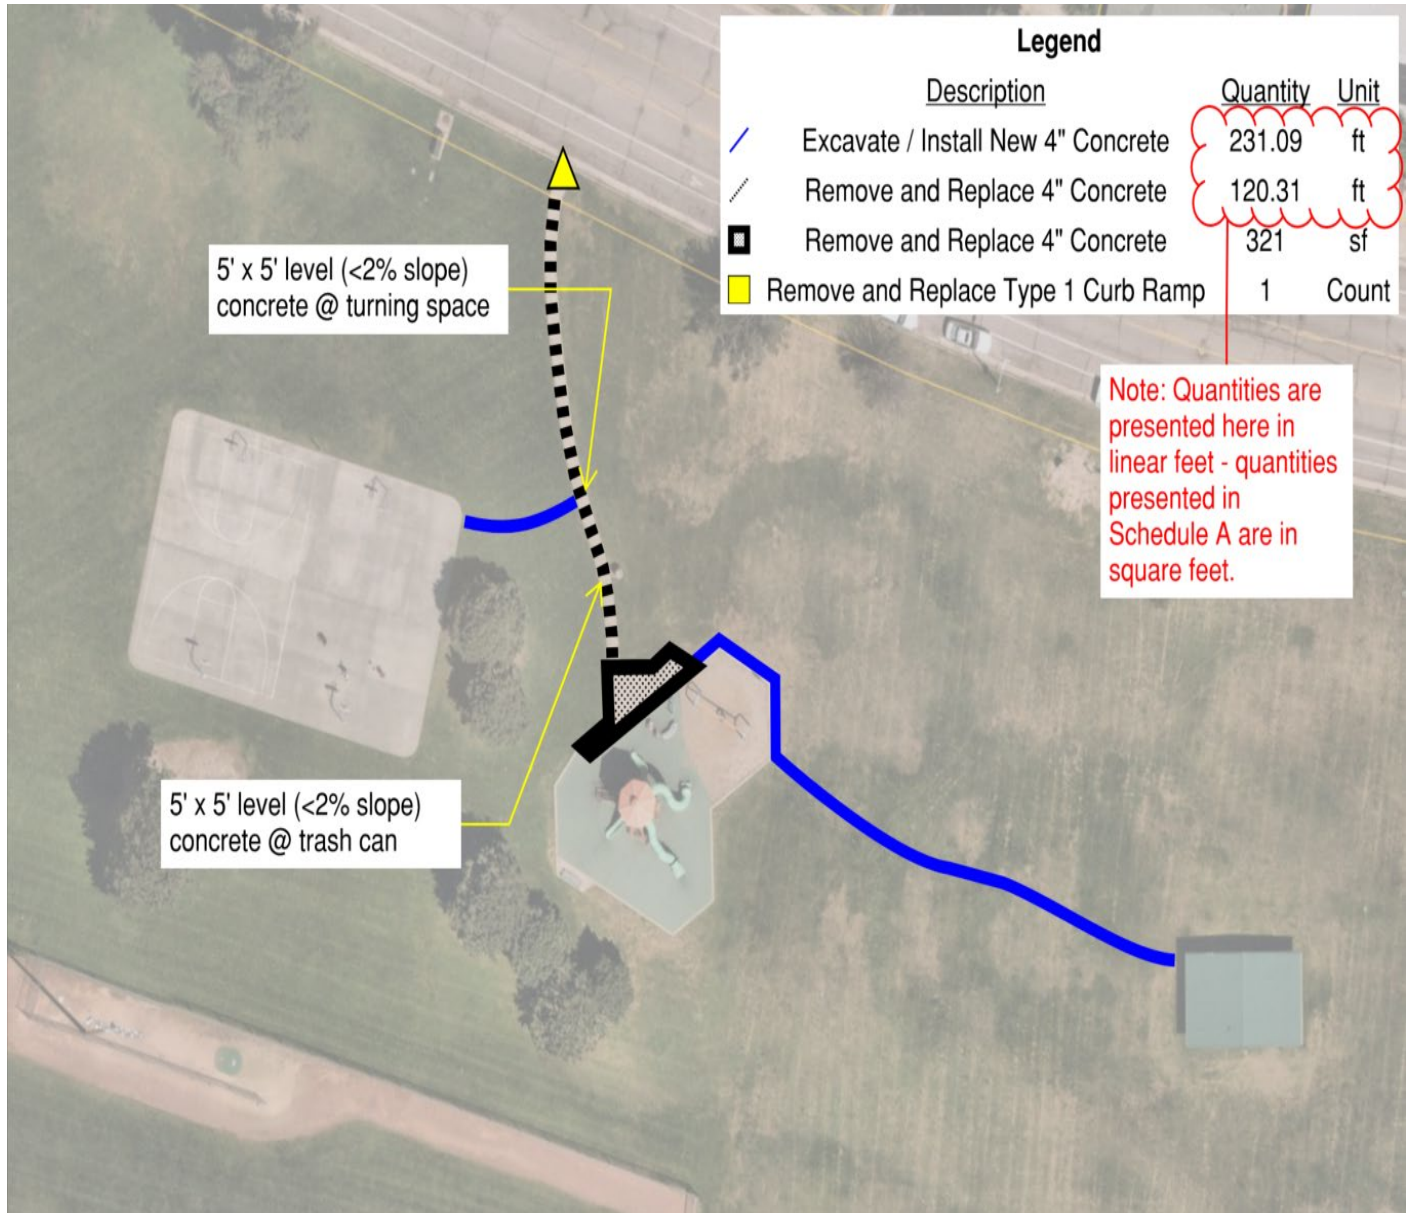 Legend
Description Quantity Unit
Excavate / Install New 4" Concrete 231.09 ft
Remove and Replace 4" Concrete 120.31 ft
Remove and Replace 4" Concrete 321 sf
Remove and Replace Type 1 Curb Ramp 1 Count
5' x 5' level (<2% slope)
concrete @ turning space
Note: Quantities are
presented here in
linear feet - quantities
presented in
Schedule A are in
square feet.
5' x 5' level (<2% slope)
concrete @ trash can